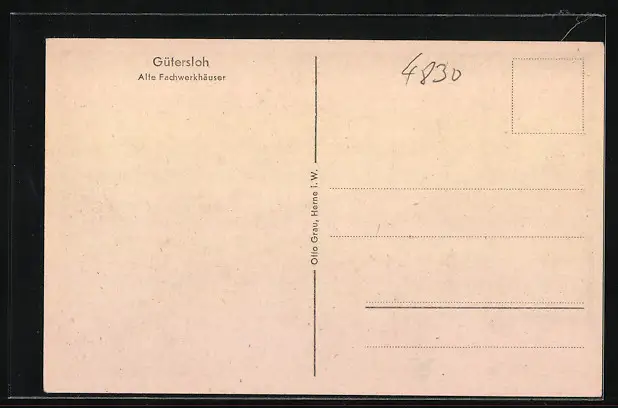 Gütersloh
Alte Fachwerkhäuser
Otto Grau, Herne i. W.
4830